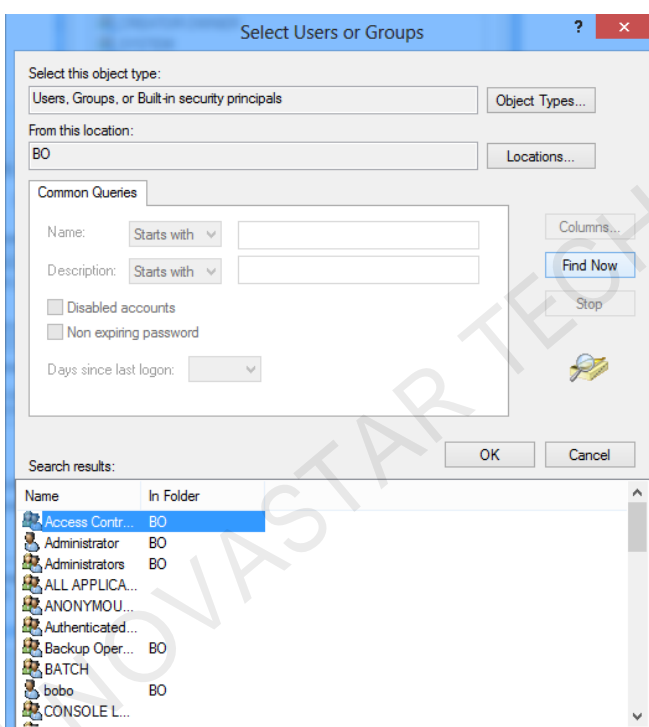 Select Users or Groups
?
Select this object type:
Users, Groups, or Built-in security principals
Object Types...
From this location:
BO
Locations...
Common Queries
Name:
Starts with
Columns...
Description:
Starts with
Find Now
Disabled accounts
Stop
Non expiring password
Days since last logon:
OK
Cancel
Search results:
Name In Folder
Access Contr... BO
Administrator BO
Administrators BO
ALL APPLICA...
ANONYMOU...
Authenticated...
Backup Oper... BO
BATCH
bobo BO
CONSOLE L...
NOVASTAR TECH